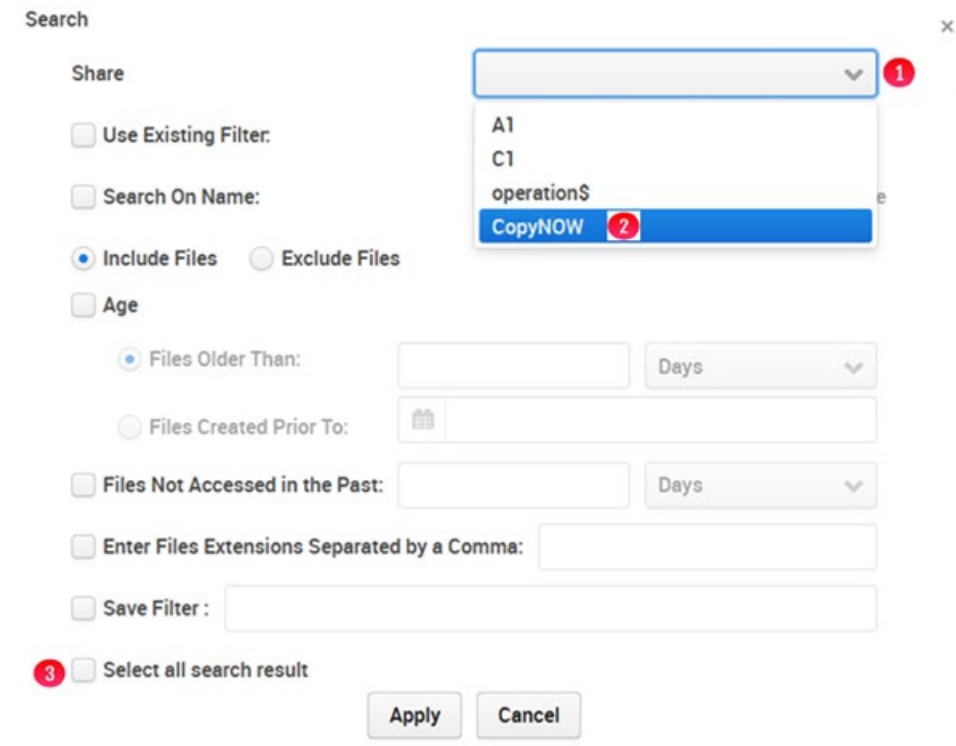 Search
×
Share
1
A1
Use Existing Filter:
C1
operation$
Search On Name:
e
CopyNOW 2
Include Files Exclude Files
Age
Files Older Than: Days
Files Created Prior To:
Files Not Accessed in the Past: Days
Enter Files Extensions Separated by a Comma:
Save Filter :
3 Select all search result
Apply Cancel